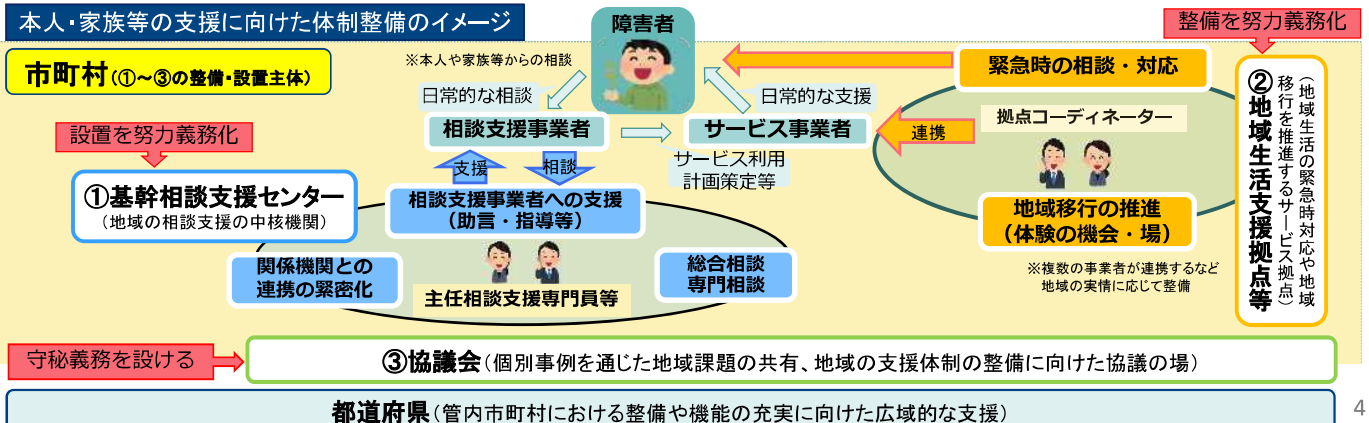 本人・家族等の支援に向けた体制整備のイメージ
障害者
整備を努力義務化
市町村(①~③の整備・設置主体)
※本人や家族等からの相談
緊急時の相談・対応
日常的な相談
日常的な支援
設置を努力義務化
相談支援事業者
サービス事業者
連携
拠点コーディネーター
サービス利用
計画策定等
支援
相談
①基幹相談支援センター
(地域の相談支援の中核機関)
相談支援事業者への支援
(助言・指導等)
地域移行の推進
(体験の機会・場)
②地域生活支援拠点等
(地域生活の緊急時対応や地域
移行を推進するサービス拠点)
関係機関との
連携の緊密化
総合相談
専門相談
主任相談支援専門員等
※複数の事業者が連携するなど
地域の実情に応じて整備
守秘義務を設ける
③協議会(個別事例を通じた地域課題の共有、地域の支援体制の整備に向けた協議の場)
都道府県(管内市町村における整備や機能の充実に向けた広域的な支援)
4